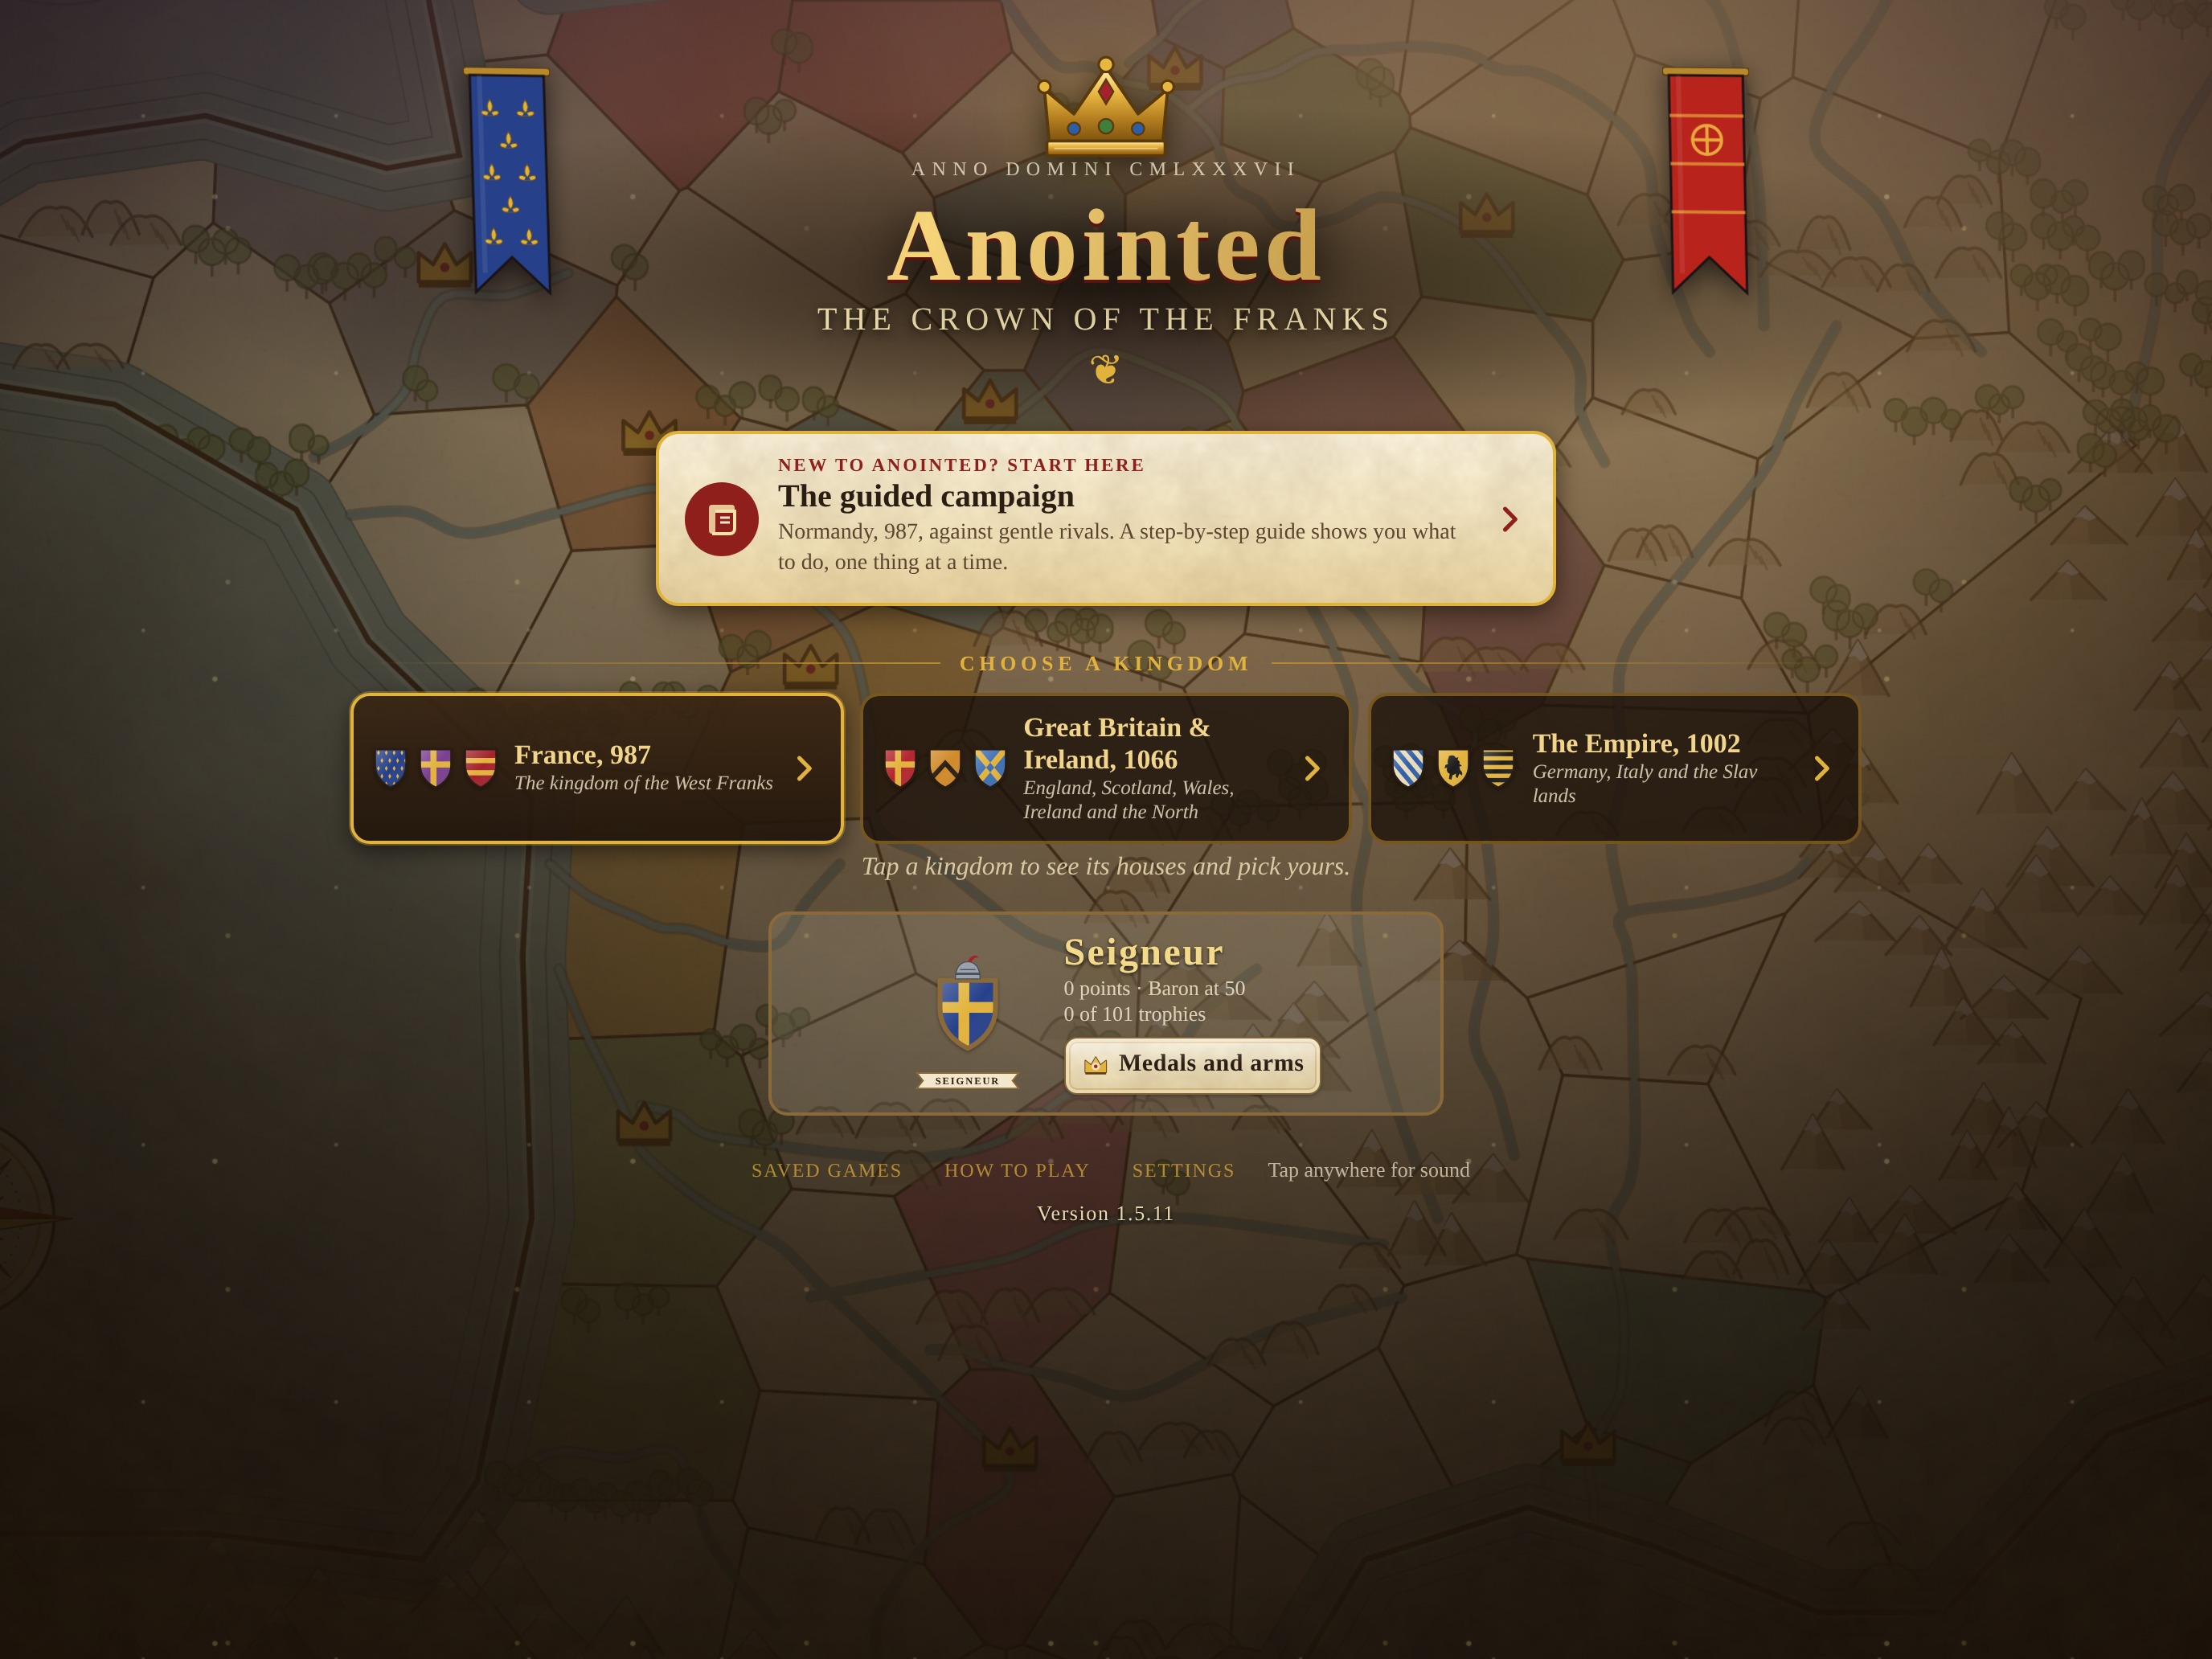 ANNO DOMINI CMLXXXVII
Anointed
THE CROWN OF THE FRANKS
NEW TO ANOINTED? START HERE
The guided campaign
Normandy, 987, against gentle rivals. A step-by-step guide shows you what
to do, one thing at a time.
CHOOSE A KINGDOM
France, 987
The kingdom of the West Franks
Great Britain &
Ireland, 1066
England, Scotland, Wales,
Ireland and the North
The Empire, 1002
Germany, Italy and the Slav
lands
Tap a kingdom to see its houses and pick yours.
Seigneur
0 points · Baron at 50
0 of 101 trophies
SEIGNEUR
Medals and arms
SAVED GAMES HOW TO PLAY SETTINGS Tap anywhere for sound
Version 1.5.11